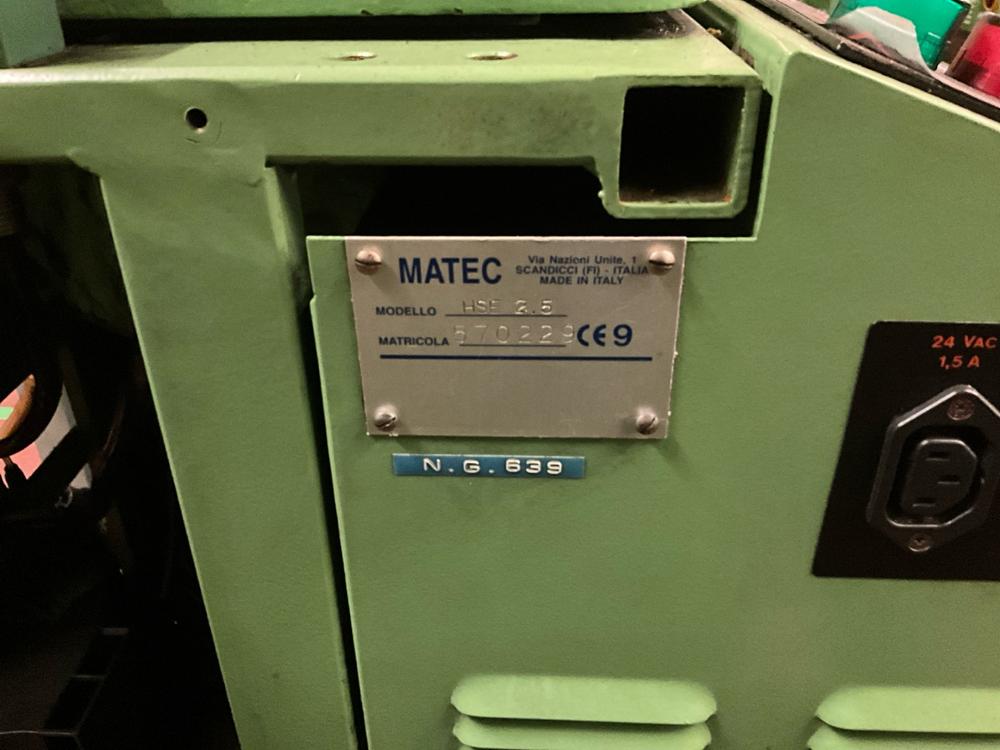 MATEC
Via Nazioni Unite, 1
SCANDICCI (FI) - ITALIA
MADE IN ITALY
MODELLO HSE 2.5
MATRICOLA 570229 CE 9
N.G. 639
24 VAC
1,5 A